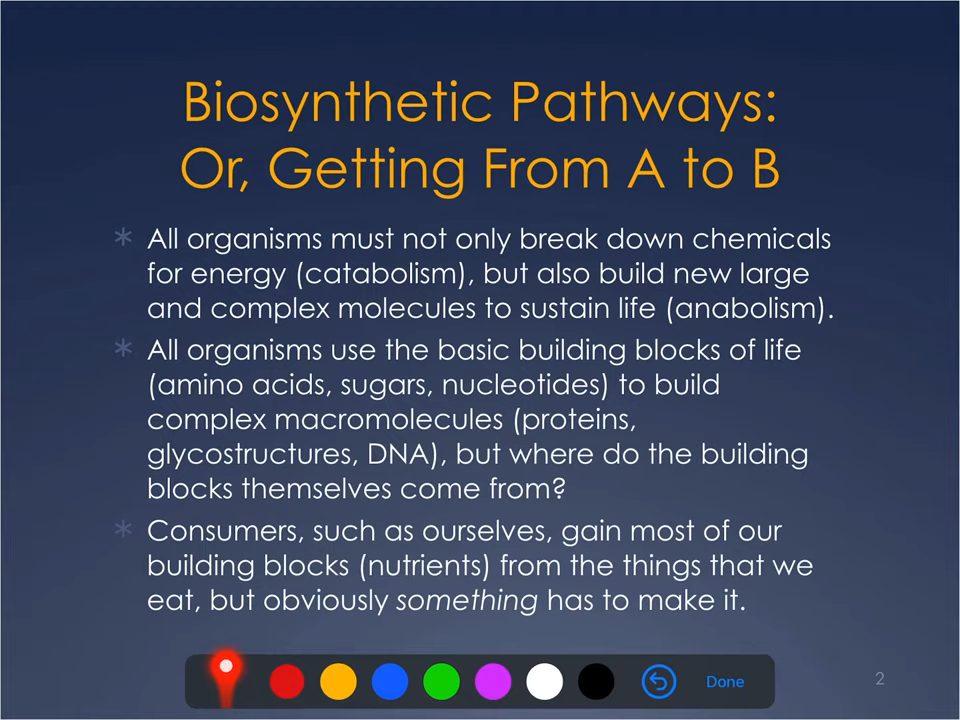 Biosynthetic Pathways:
Or, Getting From A to B
* All organisms must not only break down chemicals
for energy (catabolism), but also build new large
and complex molecules to sustain life (anabolism).
* All organisms use the basic building blocks of life
(amino acids, sugars, nucleotides) to build
complex macromolecules (proteins,
glycostructures, DNA), but where do the building
blocks themselves come from?
* Consumers, such as ourselves, gain most of our
building blocks (nutrients) from the things that we
eat, but obviously something has to make it.
Done
2